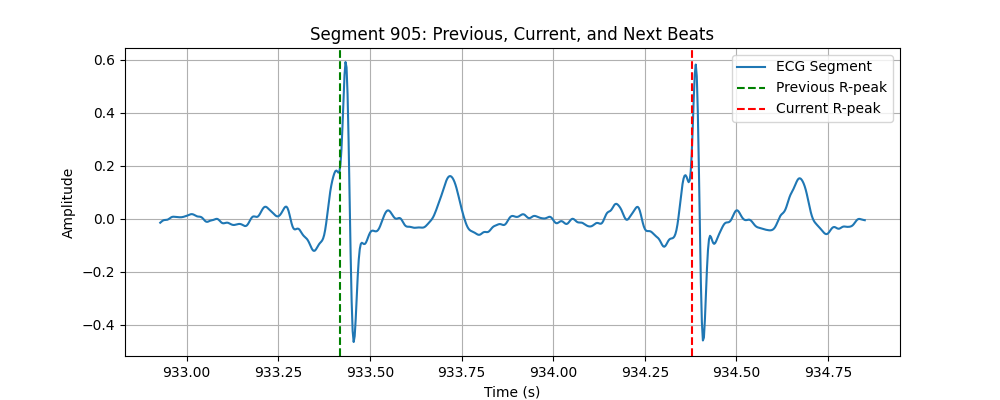 Segment 905: Previous, Current, and Next Beats
ECG Segment
Previous R-peak
Current R-peak
Amplitude
0.6
0.4
0.2
0.0
−0.2
−0.4
933.00 933.25 933.50 933.75 934.00 934.25 934.50 934.75
Time (s)